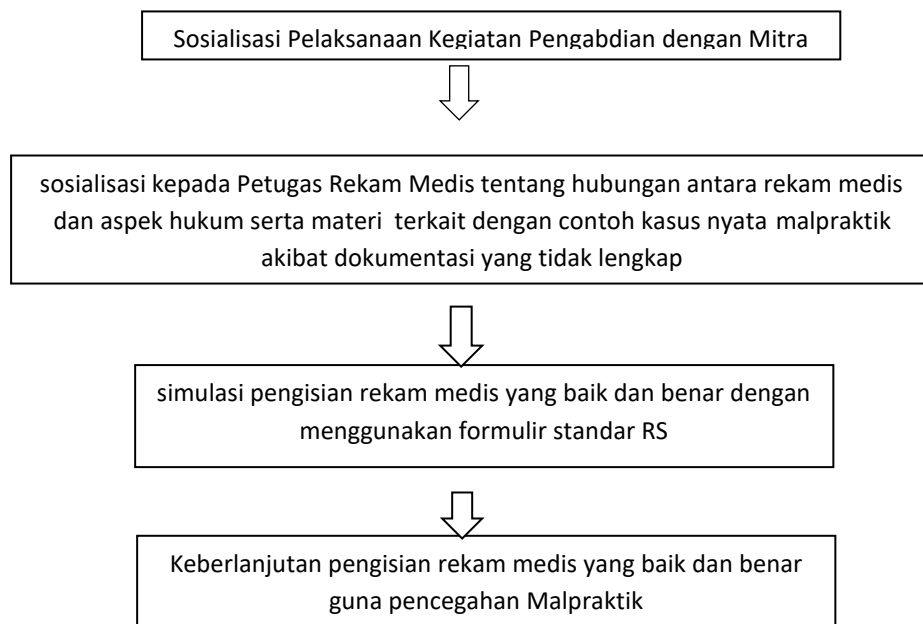 Sosialisasi Pelaksanaan Kegiatan Pengabdian dengan Mitra
sosialisasi kepada Petugas Rekam Medis tentang hubungan antara rekam medis
dan aspek hukum serta materi terkait dengan contoh kasus nyata malpraktik
akibat dokumentasi yang tidak lengkap
simulasi pengisian rekam medis yang baik dan benar dengan
menggunakan formulir standar RS
Keberlanjutan pengisian rekam medis yang baik dan benar
guna pencegahan Malpraktik